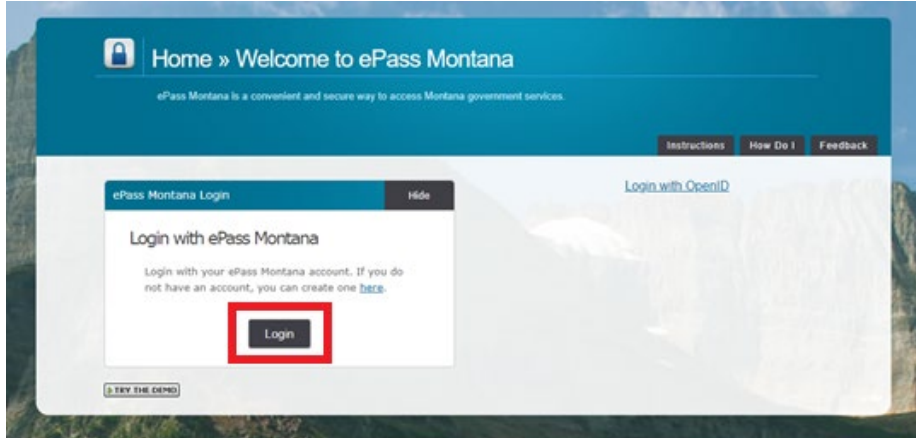 Home » Welcome to ePass Montana
ePass Montana is a convenient and secure way to access Montana government services.
Instructions How Do I Feedback
ePass Montana Login Hide
Login with OpenID
Login with ePass Montana
Login with your ePass Montana account. If you do
not have an account, you can create one here.
Login
TRY THE DEMO